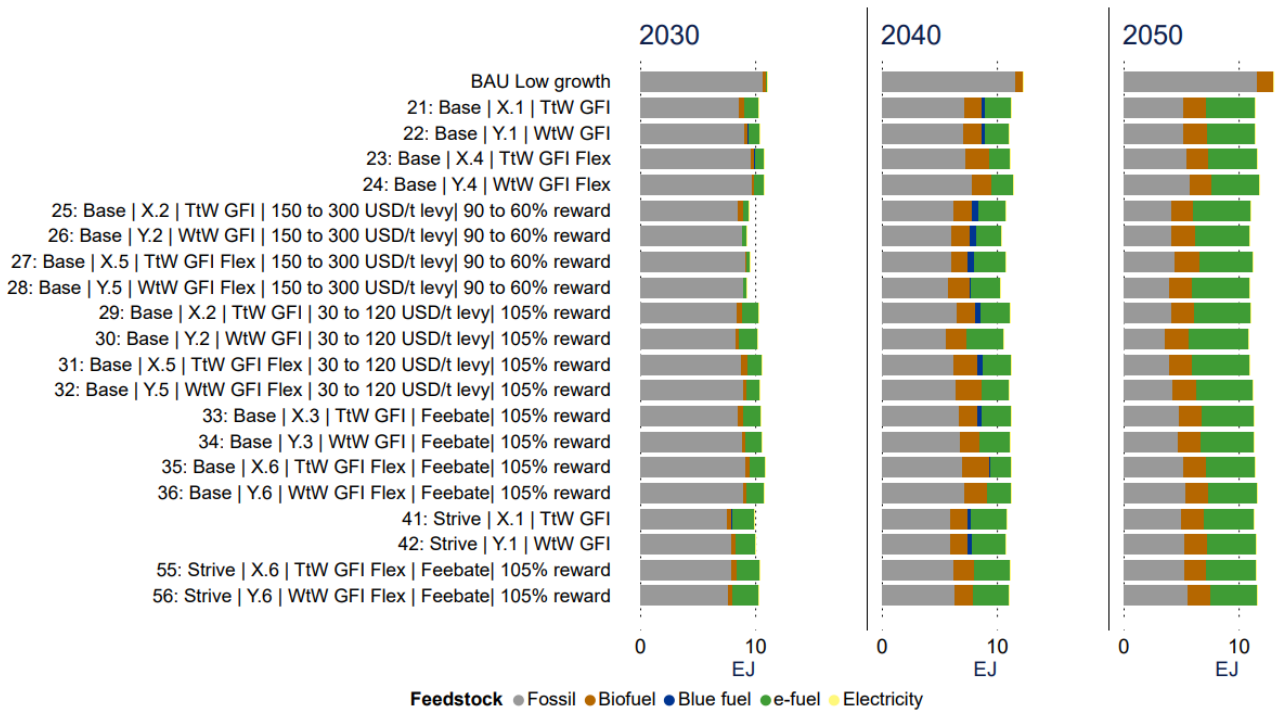 2030
2040
2050
BAU Low growth
21: Base | X.1 | TtW GFI
22: Base | Y.1 | WtW GFI
23: Base | X.4 | TtW GFI Flex
24: Base | Y.4 | WtW GFI Flex
25: Base | X.2 | TtW GFI | 150 to 300 USD/t levy| 90 to 60% reward
26: Base | Y.2 | WtW GFI | 150 to 300 USD/t levy| 90 to 60% reward
27: Base | X.5 | TtW GFI Flex | 150 to 300 USD/t levy| 90 to 60% reward
28: Base | Y.5 | WtW GFI Flex | 150 to 300 USD/t levy| 90 to 60% reward
29: Base | X.2 | TtW GFI | 30 to 120 USD/t levy| 105% reward
30: Base | Y.2 | WtW GFI | 30 to 120 USD/t levy| 105% reward
31: Base | X.5 | TtW GFI Flex | 30 to 120 USD/t levy| 105% reward
32: Base | Y.5 | WtW GFI Flex | 30 to 120 USD/t levy| 105% reward
33: Base | X.3 | TtW GFI | Feebate| 105% reward
34: Base | Y.3 | WtW GFI | Feebate| 105% reward
35: Base | X.6 | TtW GFI Flex | Feebate| 105% reward
36: Base | Y.6 | WtW GFI Flex | Feebate| 105% reward
41: Strive | X.1 | TtW GFI
42: Strive | Y.1 | WtW GFI
55: Strive | X.6 | TtW GFI Flex | Feebate| 105% reward
56: Strive | Y.6 | WtW GFI Flex | Feebate| 105% reward
0 10
EJ
0 10
EJ
0 10
EJ
Feedstock Fossil Biofuel Blue fuel e-fuel Electricity